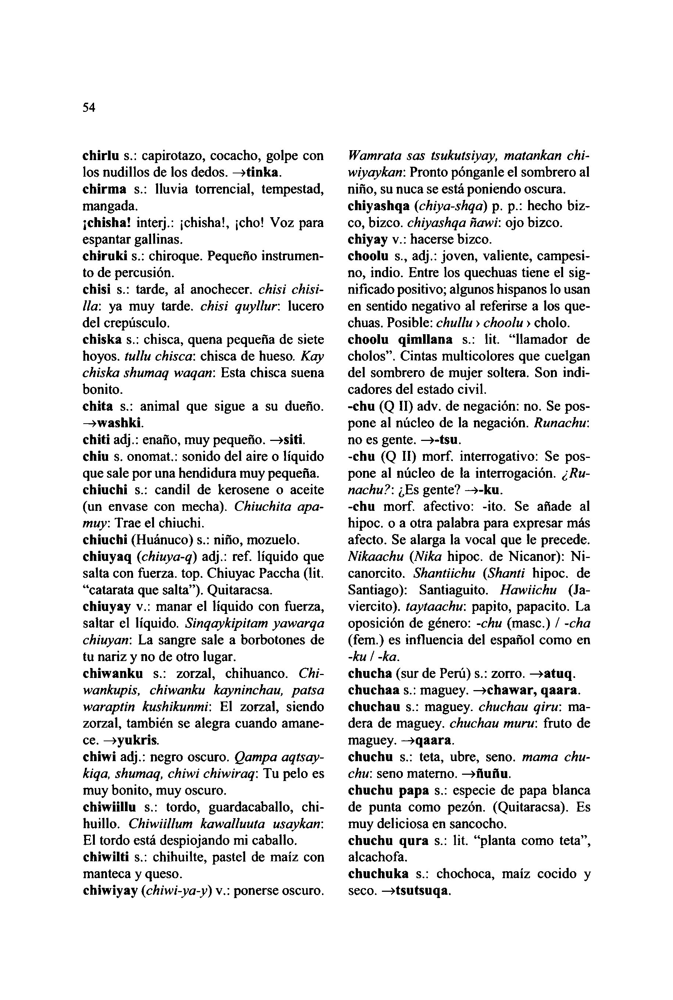 54
chirlu s.: capirotazo, cocacho, golpe con
los nudillos de los dedos. →tinka.
chirma s.: lluvia torrencial, tempestad,
mangada.
¡chisha! interj.: ¡chisha!, ¡cho! Voz para
espantar gallinas.
chiruki s.: chiroque. Pequeño instrumen-
to de percusión.
chisi s.: tarde, al anochecer. chisi chisi-
lla: ya muy tarde. chisi quyllur: lucero
del crepúsculo.
chiska s.: chisca, quena pequeña de siete
hoyos. tullu chisca: chisca de hueso. Kay
chiska shumaq waqan: Esta chisca suena
bonito.
chita s.: animal que sigue a su dueño.
→washki.
chiti adj.: enaño, muy pequeño. →siti.
chiu s. onomat.: sonido del aire o líquido
que sale por una hendidura muy pequeña.
chiuchi s.: candil de kerosene o aceite
(un envase con mecha). Chiuchita apa-
muy: Trae el chiuchi.
chiuchi (Huánuco) s.: niño, mozuelo.
chiuyaq (chiuya-q) adj.: ref. líquido que
salta con fuerza. top. Chiuyac Paccha (lit.
“catarata que salta”). Quitaracsa.
chiuyay v.: manar el líquido con fuerza,
saltar el líquido. Sinqaykipitam yawarqa
chiuyan: La sangre sale a borbotones de
tu nariz y no de otro lugar.
chiwanku s.: zorzal, chihuanco. Chi-
wankupis, chiwanku kayninchau, patsa
waraptin kushikunmi: El zorzal, siendo
zorzal, también se alegra cuando amane-
ce. →yukris.
chiwi adj.: negro oscuro. Qampa aqtsay-
kiqa, shumaq, chiwi chiwiraq: Tu pelo es
muy bonito, muy oscuro.
chiwiillu s.: tordo, guardacaballo, chi-
huillo. Chiwiillum kawalluuta usaykan:
El tordo está despiojando mi caballo.
chiwilti s.: chihuilte, pastel de maíz con
manteca y queso.
chiwiyay (chiwi-ya-y) v.: ponerse oscuro.
Wamrata sas tsukutsiyay, matankan chi-
wiyaykan: Pronto pónganle el sombrero al
niño, su nuca se está poniendo oscura.
chiyashqa (chiya-shqa) p. p.: hecho biz-
co, bizco. chiyashqa ñawi: ojo bizco.
chiyay v.: hacerse bizco.
choolu s., adj.: joven, valiente, campesi-
no, indio. Entre los quechuas tiene el sig-
nificado positivo; algunos hispanos lo usan
en sentido negativo al referirse a los que-
chuas. Posible: chullu › choolu › cholo.
choolu qimllana s.: lit. “llamador de
cholos”. Cintas multicolores que cuelgan
del sombrero de mujer soltera. Son indi-
cadores del estado civil.
-chu (Q II) adv. de negación: no. Se pos-
pone al núcleo de la negación. Runachu:
no es gente. →-tsu.
-chu (Q II) morf. interrogativo: Se pos-
pone al núcleo de la interrogación. ¿Ru-
nachu?: ¿Es gente? →-ku.
-chu morf. afectivo: -ito. Se añade al
hipoc. o a otra palabra para expresar más
afecto. Se alarga la vocal que le precede.
Nikaachu (Nika hipoc. de Nicanor): Ni-
canorcito. Shantiichu (Shanti hipoc. de
Santiago): Santiaguito. Hawiichu (Ja-
viercito). taytaachu: papito, papacito. La
oposición de género: -chu (masc.) / -cha
(fem.) es influencia del español como en
-ku / -ka.
chucha (sur de Perú) s.: zorro. →atuq.
chuchaa s.: maguey. →chawar, qaara.
chuchau s.: maguey. chuchau qiru: ma-
dera de maguey. chuchau muru: fruto de
maguey. →qaara.
chuchu s.: teta, ubre, seno. mama chu-
chu: seno materno. →ñuñu.
chuchu papa s.: especie de papa blanca
de punta como pezón. (Quitaracsa). Es
muy deliciosa en sancocho.
chuchu qura s.: lit. “planta como teta”,
alcachofa.
chuchuka s.: chochoca, maíz cocido y
seco. →tsutsuqa.